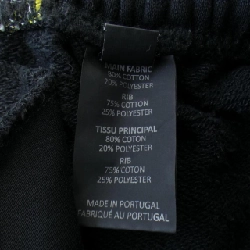 MAIN FABRIC
80% COTTON
20% POLYESTER
RIB
75% COTTON
25% POLYESTER
TISSU PRINCIPAL
80% COTON
20% POLYESTER
RIB
75% COTON
25% POLYESTER
MADE IN PORTUGAL
FABRIQUÉ AU PORTUGAL